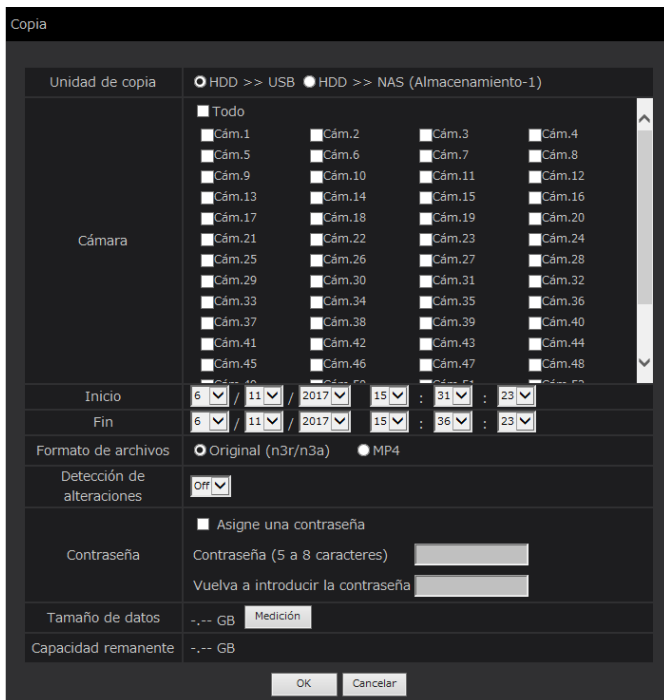 Copia
Unidad de copia HDD >> USB HDD >> NAS (Almacenamiento-1)
Cámara
Todo
Cám.1 Cám.2 Cám.3 Cám.4
Cám.5 Cám.6 Cám.7 Cám.8
Cám.9 Cám.10 Cám.11 Cám.12
Cám.13 Cám.14 Cám.15 Cám.16
Cám.17 Cám.18 Cám.19 Cám.20
Cám.21 Cám.22 Cám.23 Cám.24
Cám.25 Cám.26 Cám.27 Cám.28
Cám.29 Cám.30 Cám.31 Cám.32
Cám.33 Cám.34 Cám.35 Cám.36
Cám.37 Cám.38 Cám.39 Cám.40
Cám.41 Cám.42 Cám.43 Cám.44
Cám.45 Cám.46 Cám.47 Cám.48
Inicio 6 / 11 / 2017 15 : 31 : 23
Fin 6 / 11 / 2017 15 : 36 : 23
Formato de archivos Original (n3r/n3a) MP4
Detección de
alteraciones
Off
Contraseña
Asigne una contraseña
Contraseña (5 a 8 caracteres)
Vuelva a introducir la contraseña
Tamaño de datos -.-- GB Medición
Capacidad remanente -.-- GB
OK Cancelar